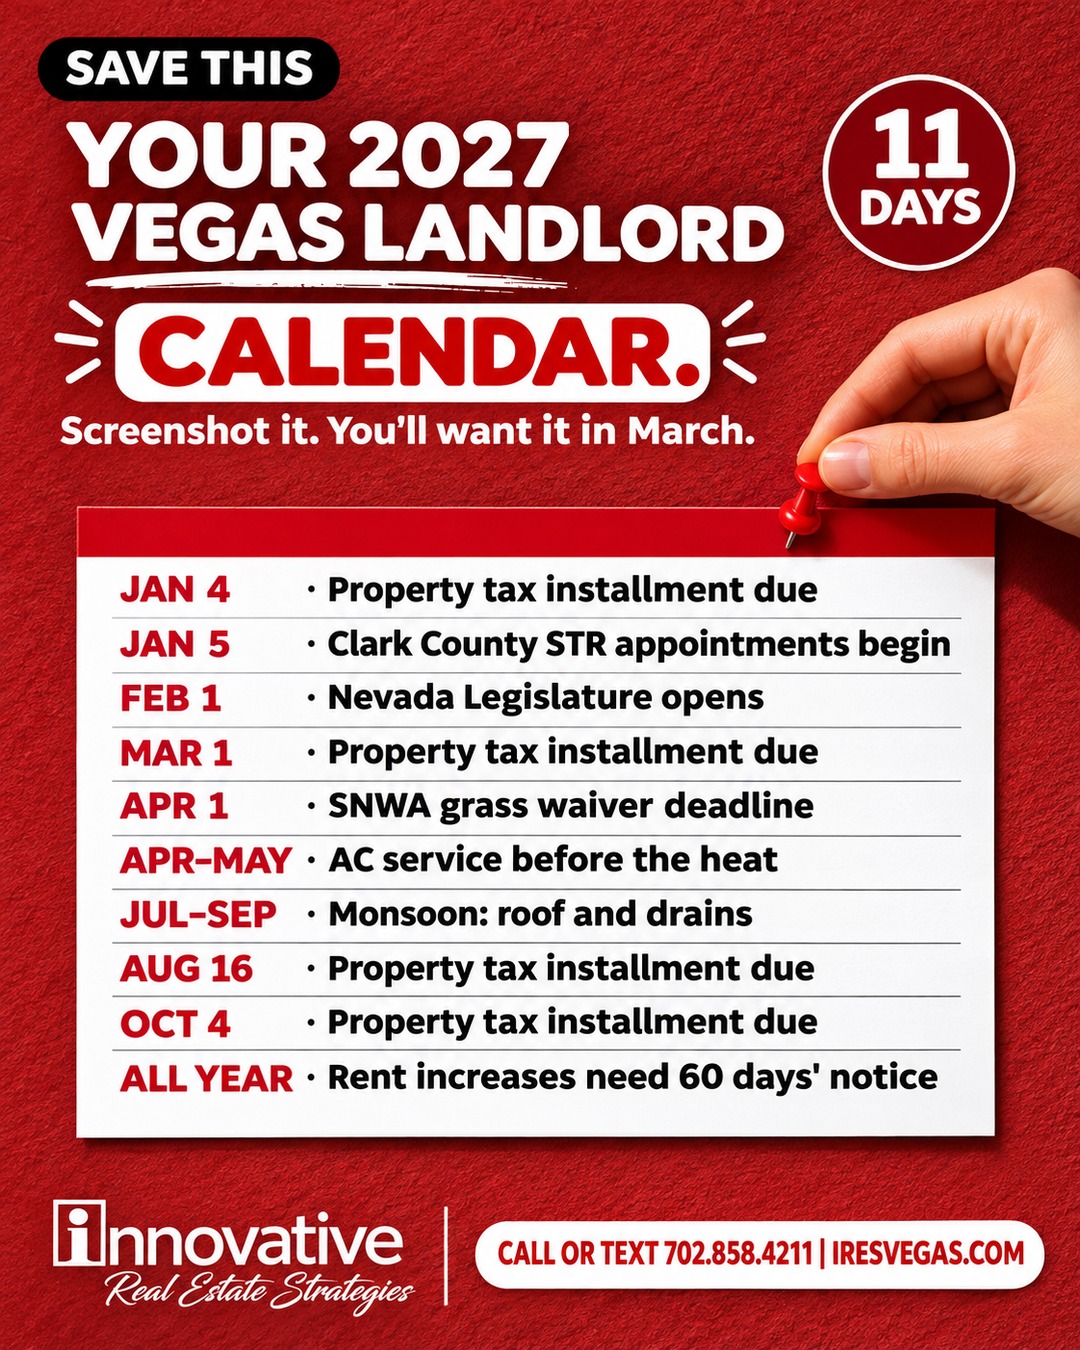 SAVE THIS
YOUR 2027
VEGAS LANDLORD
CALENDAR.
Screenshot it. You'll want it in March.
11
DAYS
JAN 4 · Property tax installment due
JAN 5 · Clark County STR appointments begin
FEB 1 · Nevada Legislature opens
MAR 1 · Property tax installment due
APR 1 · SNWA grass waiver deadline
APR–MAY · AC service before the heat
JUL–SEP · Monsoon: roof and drains
AUG 16 · Property tax installment due
OCT 4 · Property tax installment due
ALL YEAR · Rent increases need 60 days' notice
innovative
Real Estate Strategies
CALL OR TEXT 702.858.4211 | IRESVEGAS.COM